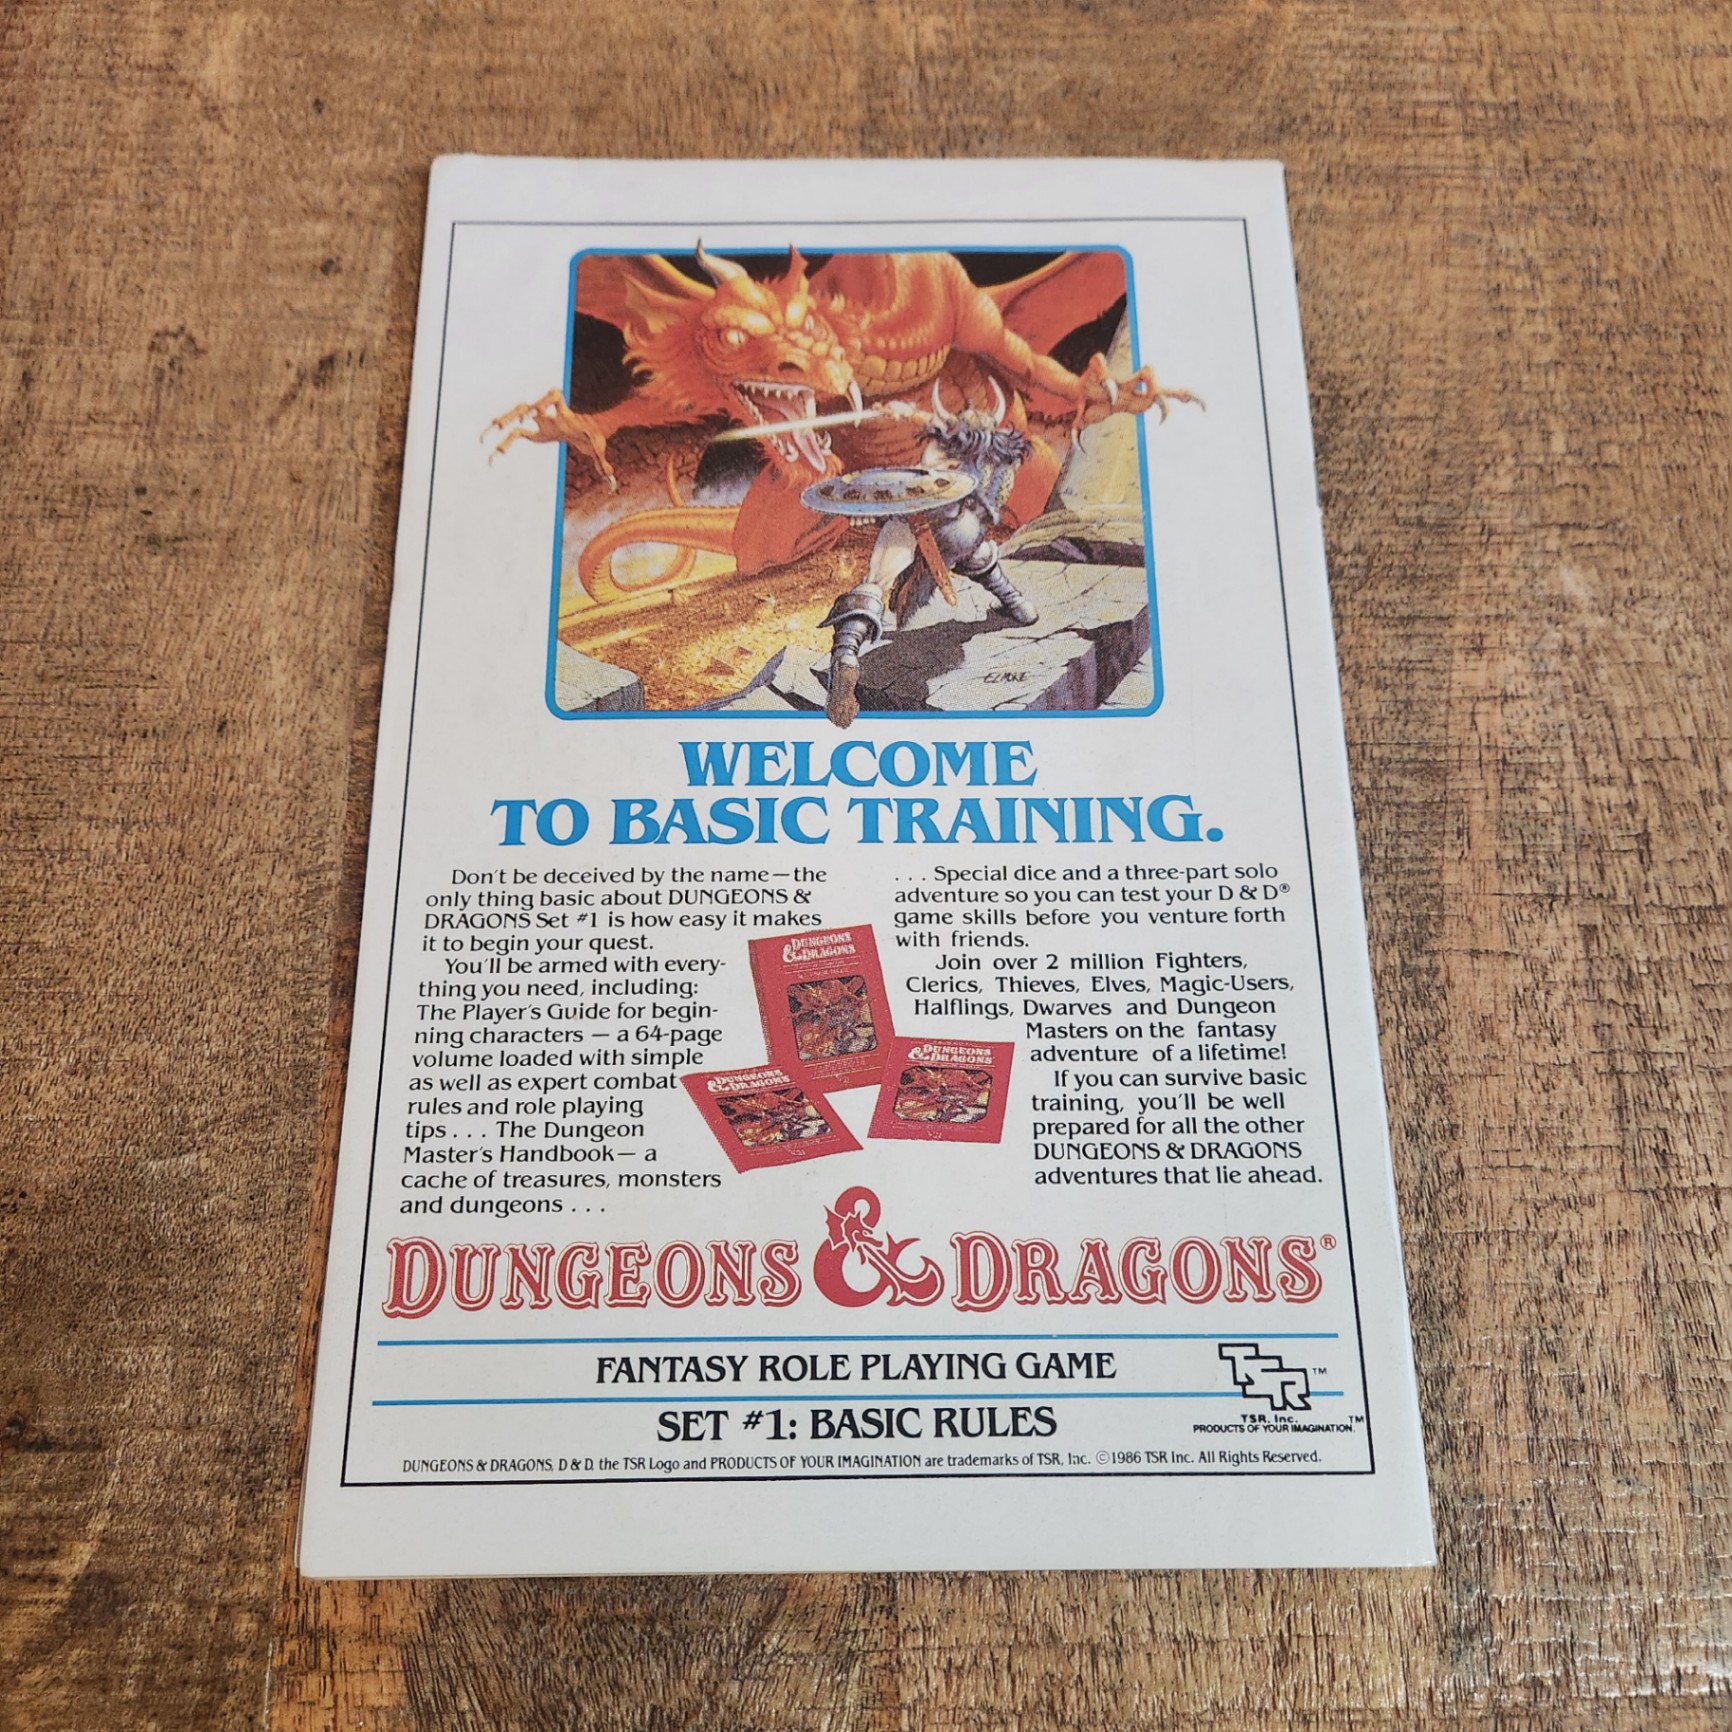 ELMORE
WELCOME
TO BASIC TRAINING.
Don't be deceived by the name—the
only thing basic about DUNGEONS &
DRAGONS Set #1 is how easy it makes
it to begin your quest.
You'll be armed with every-
thing you need, including:
The Player's Guide for begin-
ning characters — a 64-page
volume loaded with simple
as well as expert combat
rules and role playing
tips . . . The Dungeon
Master's Handbook— a
cache of treasures, monsters
and dungeons . . .
. . . Special dice and a three-part solo
adventure so you can test your D & D®
game skills before you venture forth
with friends.
Join over 2 million Fighters,
Clerics, Thieves, Elves, Magic-Users,
Halflings, Dwarves and Dungeon
Masters on the fantasy
adventure of a lifetime!
If you can survive basic
training, you'll be well
prepared for all the other
DUNGEONS & DRAGONS
adventures that lie ahead.
DUNGEONS
& DRAGONS
DUNGEONS
& DRAGONS
DUNGEONS
& DRAGONS
DUNGEONS & DRAGONS®
FANTASY ROLE PLAYING GAME
SET #1: BASIC RULES
TSR™
TSR, Inc.
PRODUCTS OF YOUR IMAGINATION™
DUNGEONS & DRAGONS, D & D, the TSR Logo and PRODUCTS OF YOUR IMAGINATION are trademarks of TSR, Inc. ©1986 TSR Inc. All Rights Reserved.